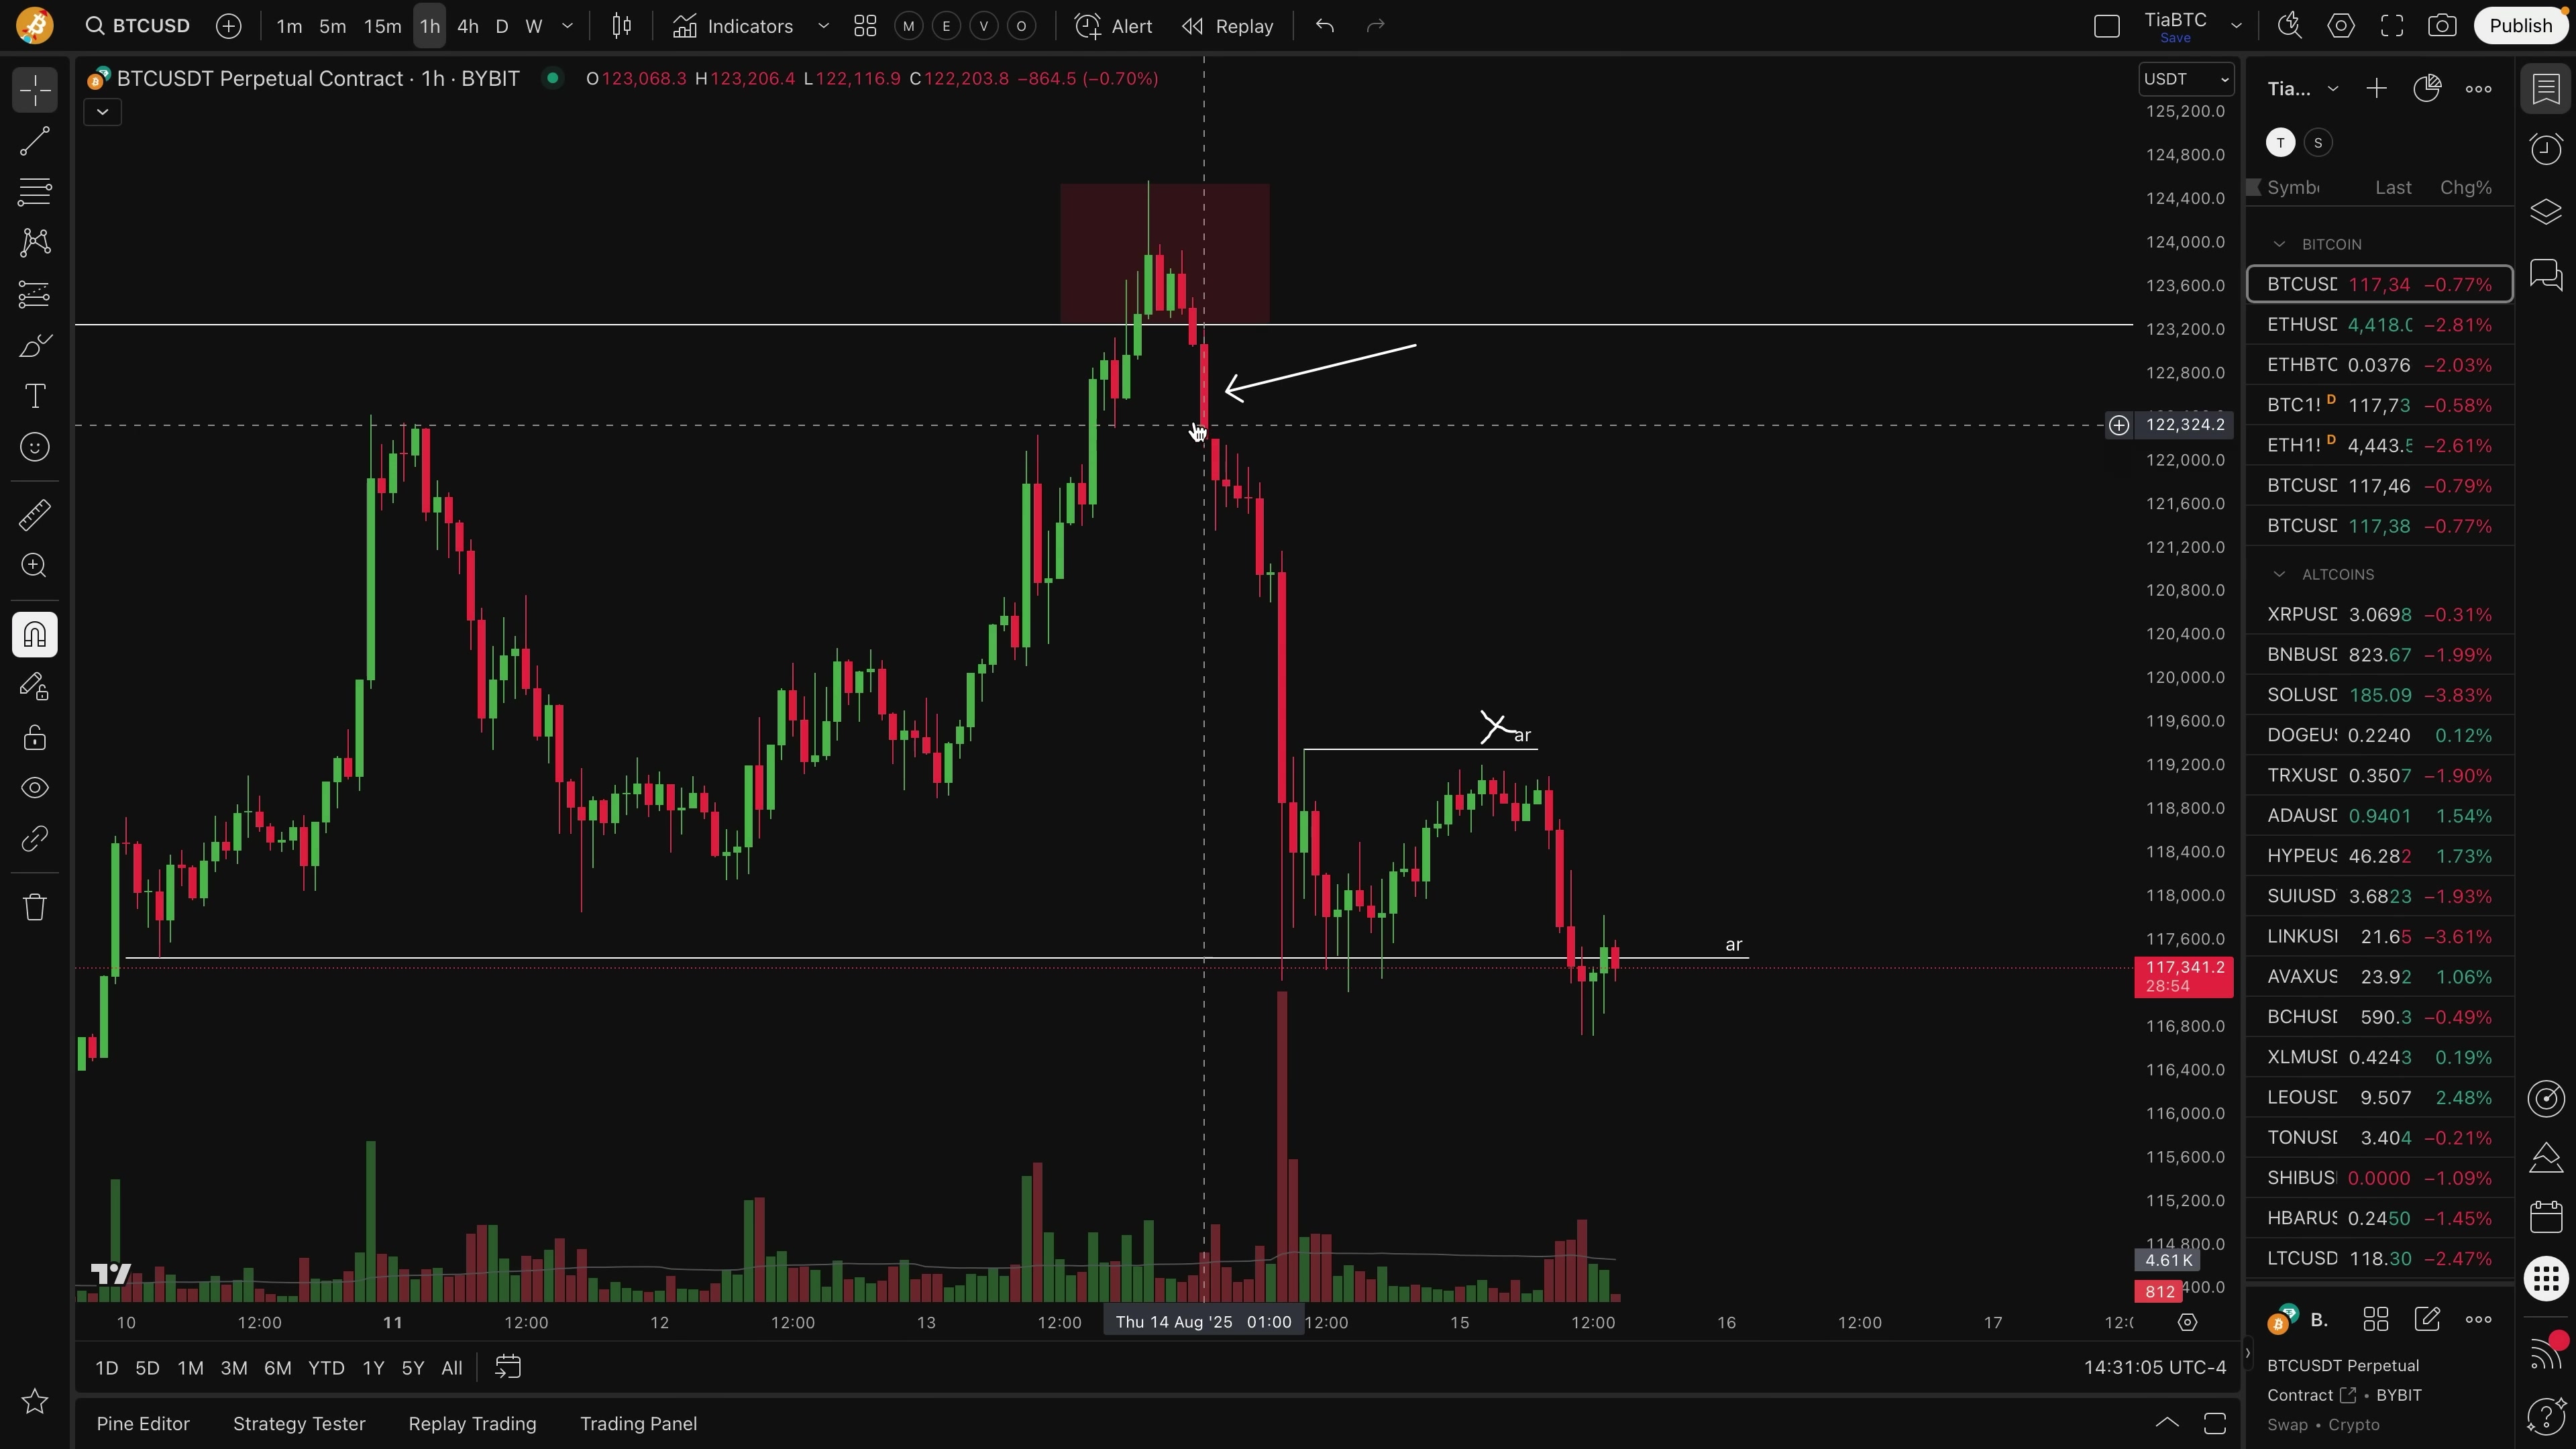 BTCUSD 1m 5m 15m 1h 4h D W Indicators M E V O Alert Replay TiaBTC Publish
Save
BTCUSDT Perpetual Contract · 1h · BYBIT O123,068.3 H123,206.4 L122,116.9 C122,203.8 −864.5 (−0.70%)
USDT
125,200.0
124,800.0
124,400.0
124,000.0
123,600.0
123,200.0
122,800.0
122,324.2
122,000.0
121,600.0
121,200.0
120,800.0
120,400.0
120,000.0
119,600.0
119,200.0
118,800.0
118,400.0
118,000.0
117,600.0
117,341.2
28:54
116,800.0
116,400.0
116,000.0
115,600.0
115,200.0
114,800.0
4.61K
812
400.0
ar
ar
10 12:00 11 12:00 12 12:00 13 12:00 Thu 14 Aug '25 01:00 12:00 15 12:00 16 12:00 17
1D 5D 1M 3M 6M YTD 1Y 5Y All 14:31:05 UTC-4
Pine Editor Strategy Tester Replay Trading Trading Panel
Tia...
T S
Symb Last Chg%
BITCOIN
BTCUSD 117,34 −0.77%
ETHUSD 4,418.0 −2.81%
ETHBTC 0.0376 −2.03%
BTC1! D 117,73 −0.58%
ETH1! D 4,443.5 −2.61%
BTCUSD 117,46 −0.79%
BTCUSD 117,38 −0.77%
ALTCOINS
XRPUSD 3.0698 −0.31%
BNBUSD 823.67 −1.99%
SOLUSD 185.09 −3.83%
DOGEUS 0.2240 0.12%
TRXUSD 0.3507 −1.90%
ADAUSD 0.9401 1.54%
HYPEUS 46.282 1.73%
SUIUSD 3.6823 −1.93%
LINKUS 21.65 −3.61%
AVAXUS 23.92 1.06%
BCHUSD 590.3 −0.49%
XLMUSD 0.4243 0.19%
LEOUSD 9.507 2.48%
TONUSD 3.404 −0.21%
SHIBUS 0.0000 −1.09%
HBARUS 0.2450 −1.45%
LTCUSD 118.30 −2.47%
B.
BTCUSDT Perpetual
Contract • BYBIT
Swap • Crypto